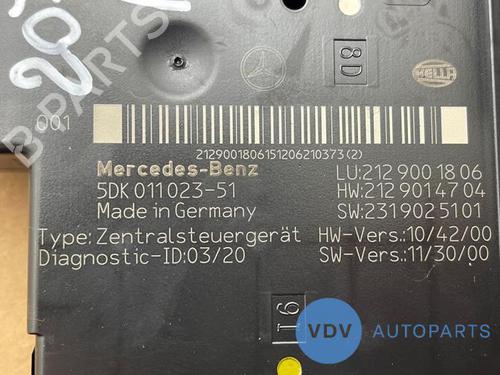 8D
HELLA
B-PARTS
001
2129001806151206210373(2)
Mercedes-Benz
LU:212 900 18 06
5DK 011 023-51
HW:212 901 47 04
Made in Germany
SW:231 902 51 01
Type: Zentralsteuergerät
HW-Vers.:10/42/00
Diagnostic-ID:03/20
SW-Vers.:11/30/00
T6
VDV AUTOPARTS